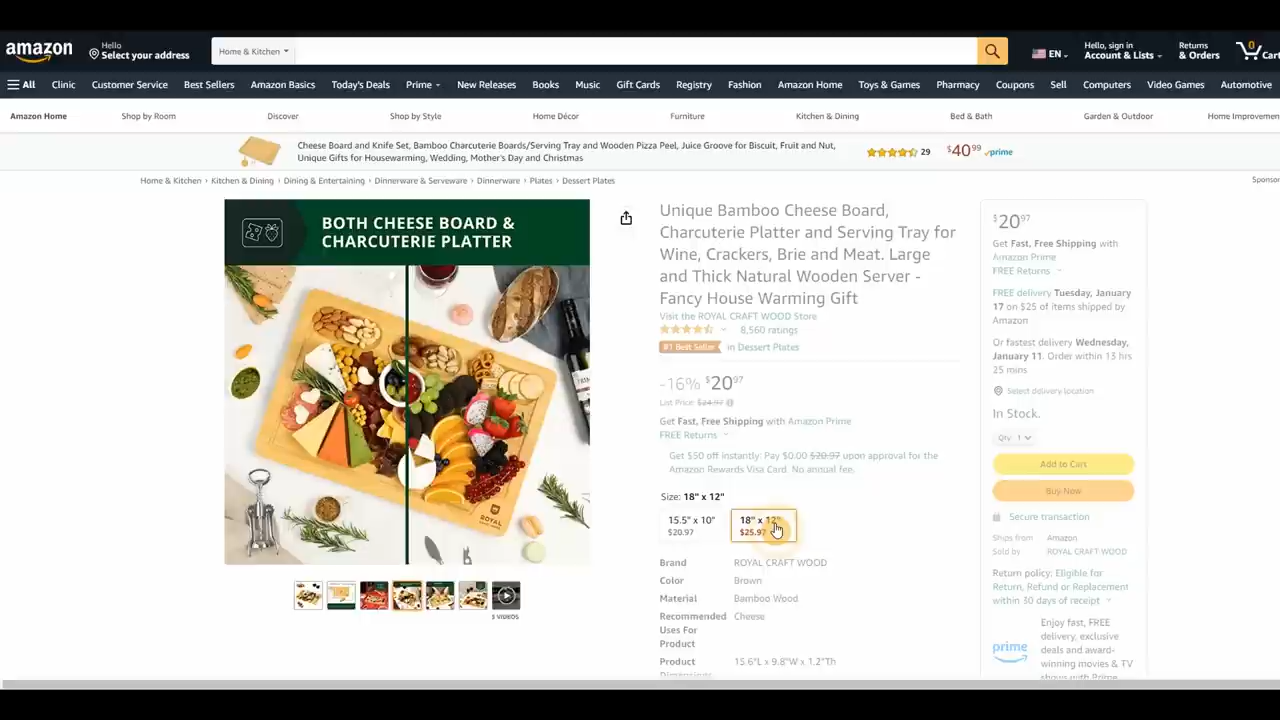 amazon
Hello
Select your address
Home & Kitchen
EN
Hello, sign in
Account & Lists
Returns
& Orders
0
Cart
All
Clinic
Customer Service
Best Sellers
Amazon Basics
Today's Deals
Prime
New Releases
Books
Music
Gift Cards
Registry
Fashion
Amazon Home
Toys & Games
Pharmacy
Coupons
Sell
Computers
Video Games
Automotive
Amazon Home
Shop by Room
Discover
Shop by Style
Home Décor
Furniture
Kitchen & Dining
Bed & Bath
Garden & Outdoor
Home Improvemen
Cheese Board and Knife Set, Bamboo Charcuterie Boards/Serving Tray and Wooden Pizza Peel, Juice Groove for Biscuit, Fruit and Nut,
Unique Gifts for Housewarming, Wedding, Mother's Day and Christmas
29
$40⁹⁹ prime
Home & Kitchen › Kitchen & Dining › Dining & Entertaining › Dinnerware & Serveware › Dinnerware › Plates › Dessert Plates
Sponso
BOTH CHEESE BOARD &
CHARCUTERIE PLATTER
ROYAL
3 VIDEOS
Unique Bamboo Cheese Board,
Charcuterie Platter and Serving Tray for
Wine, Crackers, Brie and Meat. Large
and Thick Natural Wooden Server -
Fancy House Warming Gift
Visit the ROYAL CRAFT WOOD Store
8,560 ratings
#1 Best Seller in Dessert Plates
-16% $20⁹⁷
List Price: $24.97
Get Fast, Free Shipping with Amazon Prime
FREE Returns
Get $50 off instantly: Pay $0.00 $20.97 upon approval for the
Amazon Rewards Visa Card. No annual fee.
Size: 18" x 12"
15.5" x 10"
$20.97
18" x 12"
$25.97
Brand ROYAL CRAFT WOOD
Color Brown
Material Bamboo Wood
Recommended Cheese
Uses For
Product
Product 15.6"L x 9.8"W x 1.2"Th
Dimensions
$20⁹⁷
Get Fast, Free Shipping with
Amazon Prime
FREE Returns
FREE delivery Tuesday, January
17 on $25 of items shipped by
Amazon
Or fastest delivery Wednesday,
January 11. Order within 13 hrs
25 mins
Select delivery location
In Stock.
Qty: 1
Add to Cart
Buy Now
Secure transaction
Ships from Amazon
Sold by ROYAL CRAFT WOOD
Return policy: Eligible for
Return, Refund or Replacement
within 30 days of receipt
prime
Enjoy fast, FREE
delivery, exclusive
deals and award-
winning movies & TV
shows with Prime